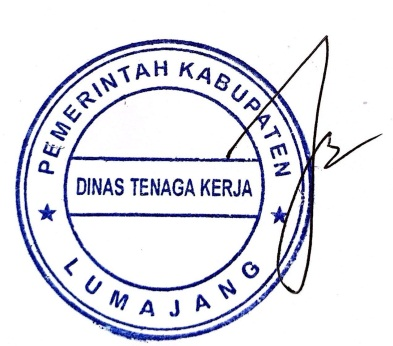 PEMERINTAH KABUPATEN
DINAS TENAGA KERJA
LUMAJANG